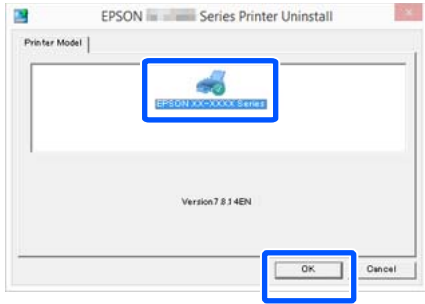 EPSON Series Printer Uninstall
Printer Model
EPSON XX-XXXX Series
Version7.8.14EN
OK Cancel